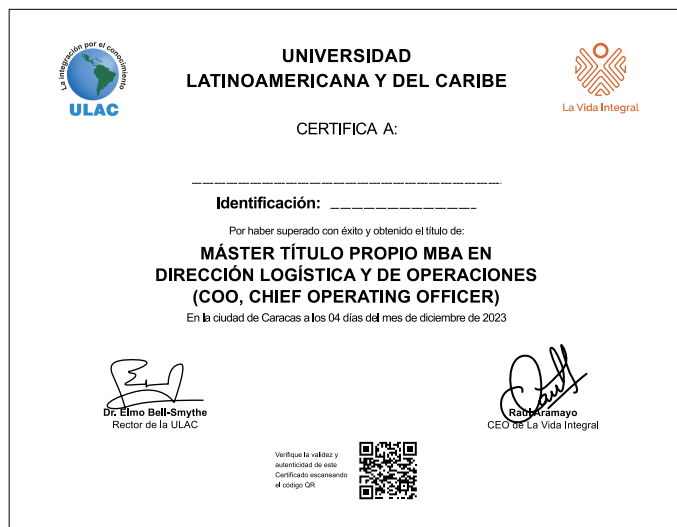 La integración por el conocimiento
ULAC
UNIVERSIDAD
LATINOAMERICANA Y DEL CARIBE
La Vida Integral
CERTIFICA A:
Identificación:
Por haber superado con éxito y obtenido el título de:
MÁSTER TÍTULO PROPIO MBA EN
DIRECCIÓN LOGÍSTICA Y DE OPERACIONES
(COO, CHIEF OPERATING OFFICER)
En la ciudad de Caracas a los 04 días del mes de diciembre de 2023
Dr. Elmo Bell-Smythe
Rector de la ULAC
Raúl Aramayo
CEO de La Vida Integral
Verifique la validez y
autenticidad de este
Certificado escaneando
el código QR